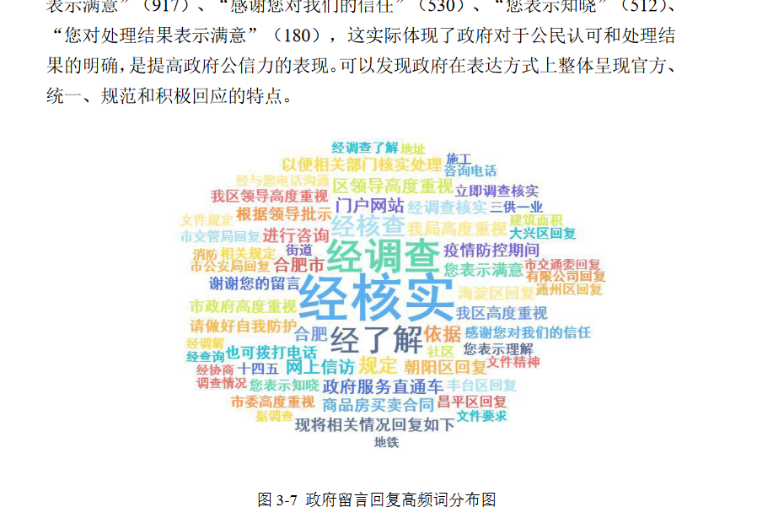 表示满意”（917）、“感谢您对我们的信任”（530）、“您表示知晓”（512）、
“您对处理结果表示满意”（180），这实际体现了政府对于公民认可和处理结
果的明确，是提高政府公信力的表现。可以发现政府在表达方式上整体呈现官方、
统一、规范和积极回应的特点。
经调查了解 地址
以便相关部门核实处理 施工
咨询电话
经与您电话沟通 区领导高度重视 立即调查核实
我区领导高度重视 门户网站 经调查核实 三供一业
文件规定 根据领导批示 经核查 我局高度重视 建筑面积
市交管局回复 进行咨询 大兴区回复
消防 相关规定 街道 经调查 疫情防控期间
市公安局回复 合肥市 您表示满意 市交通委回复
谢谢您的留言 经核实 有限公司回复
海淀区回复 通州区回复
市政府高度重视 我区高度重视
请做好自我防护 合肥 经了解 依据 感谢您对我们的信任
经调解 社区 您表示理解
经查询 也可拨打电话 网上信访 规定 朝阳区回复 文件精神
经协商 十四五
调查情况 您表示知晓 政府服务直通车 丰台区回复
市委高度重视 商品房买卖合同 昌平区回复
据调查 现将相关情况回复如下 文件要求
地铁
图 3-7 政府留言回复高频词分布图